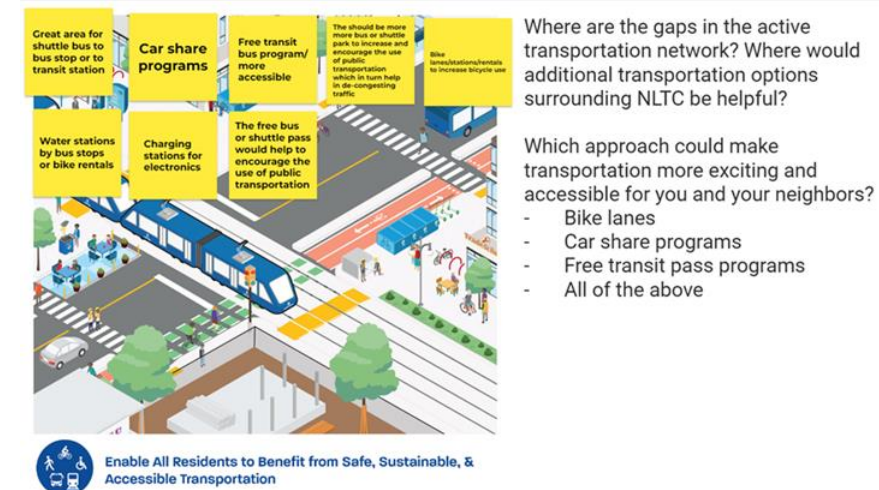 Great area for
shuttle bus to
bus stop or to
transit station
Car share
programs
Free transit
bus program/
more
accessible
The should be more
more bus or shuttle
park to increase and
encourage the use
of public
transportation
which in turn help
in de-congesting
traffic
Bike
lanes/stations/rentals
to increase bicycle use
Water stations
by bus stops
or bike rentals
Charging
stations for
electronics
The free bus
or shuttle pass
would help to
encourage the
use of public
transportation
Enable All Residents to Benefit from Safe, Sustainable, &
Accessible Transportation
Where are the gaps in the active
transportation network? Where would
additional transportation options
surrounding NLTC be helpful?
Which approach could make
transportation more exciting and
accessible for you and your neighbors?
- Bike lanes
- Car share programs
- Free transit pass programs
- All of the above